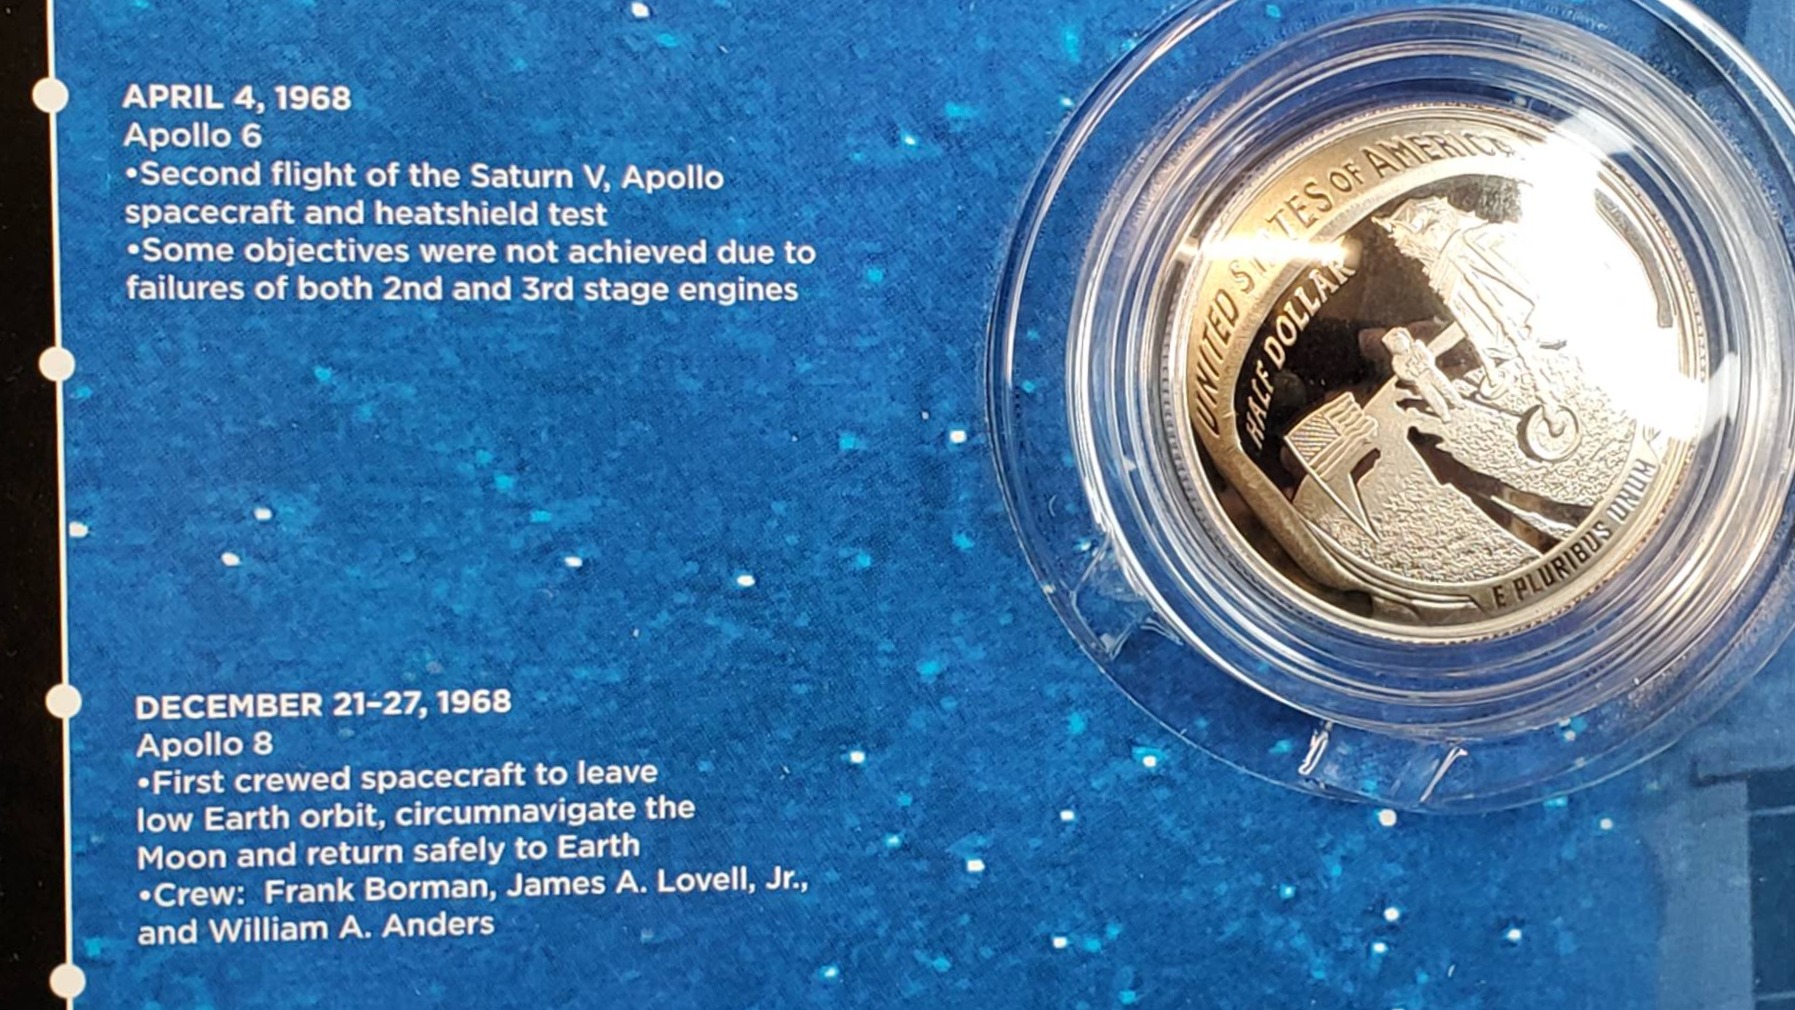 APRIL 4, 1968
Apollo 6
•Second flight of the Saturn V, Apollo
spacecraft and heatshield test
•Some objectives were not achieved due to
failures of both 2nd and 3rd stage engines
DECEMBER 21–27, 1968
Apollo 8
•First crewed spacecraft to leave
low Earth orbit, circumnavigate the
Moon and return safely to Earth
•Crew: Frank Borman, James A. Lovell, Jr.,
and William A. Anders
UNITED STATES OF AMERICA
HALF DOLLAR
E PLURIBUS UNUM